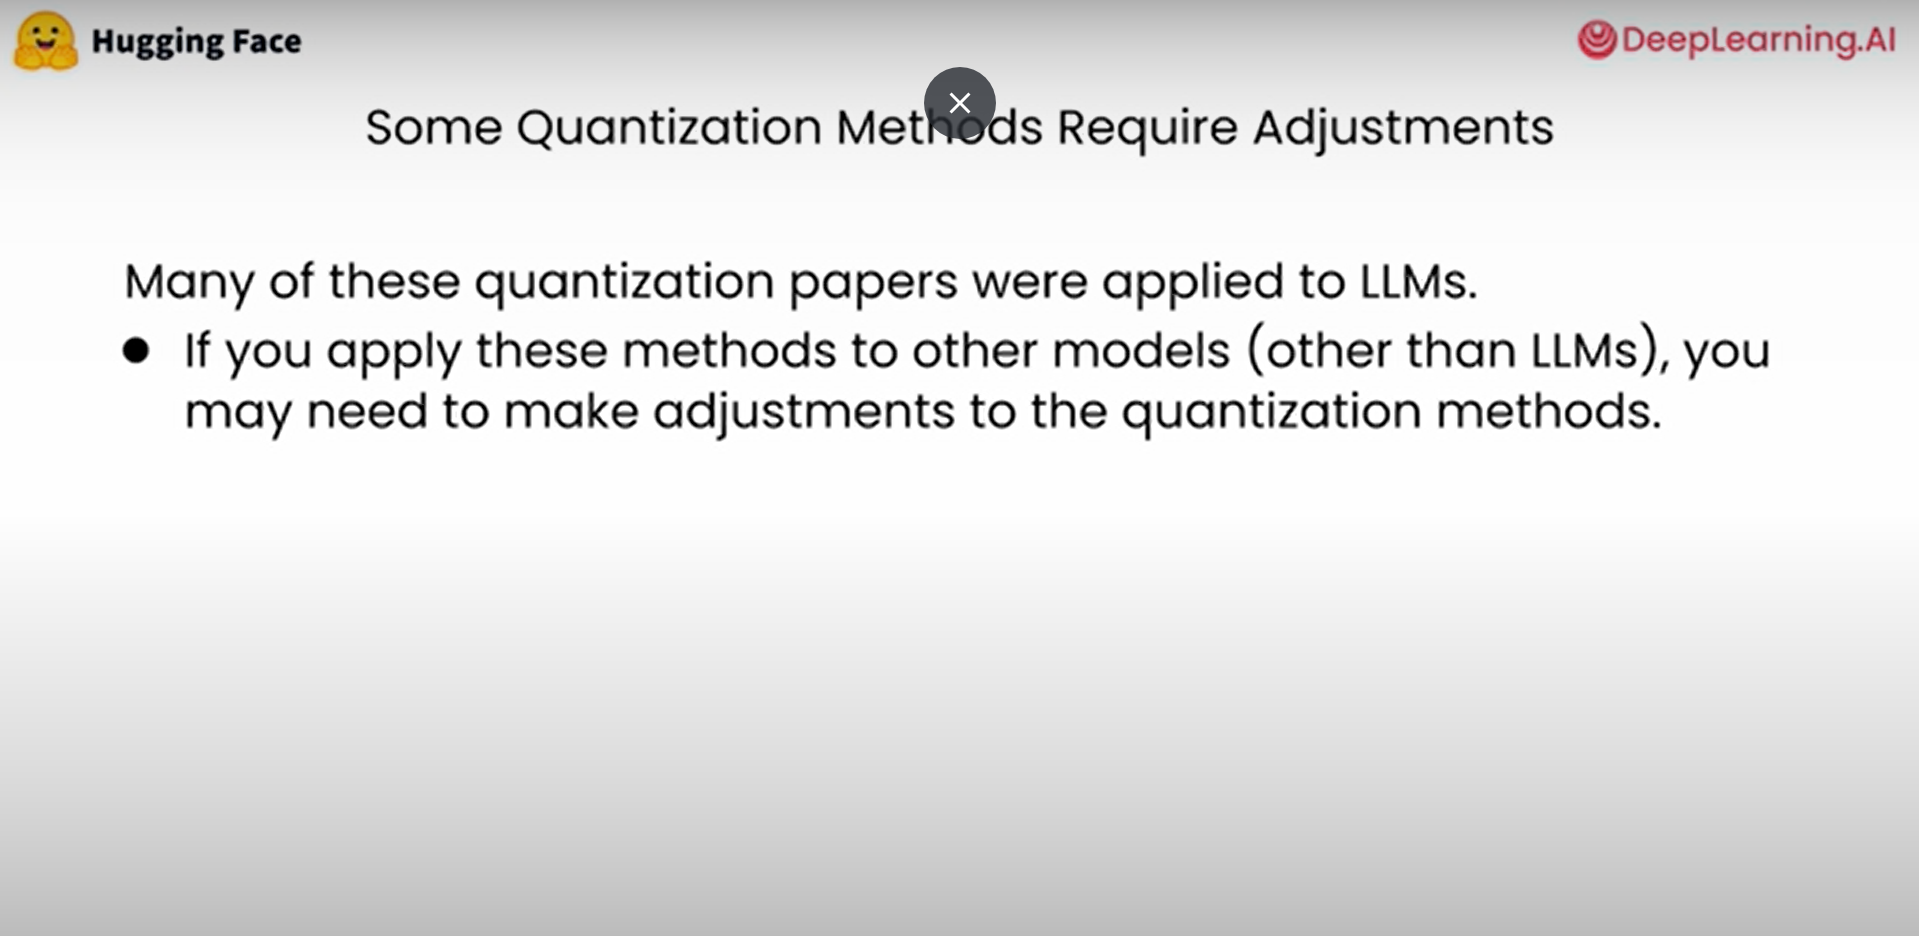 Hugging Face
DeepLearning.AI
Some Quantization Methods Require Adjustments
Many of these quantization papers were applied to LLMs.
● If you apply these methods to other models (other than LLMs), you
may need to make adjustments to the quantization methods.